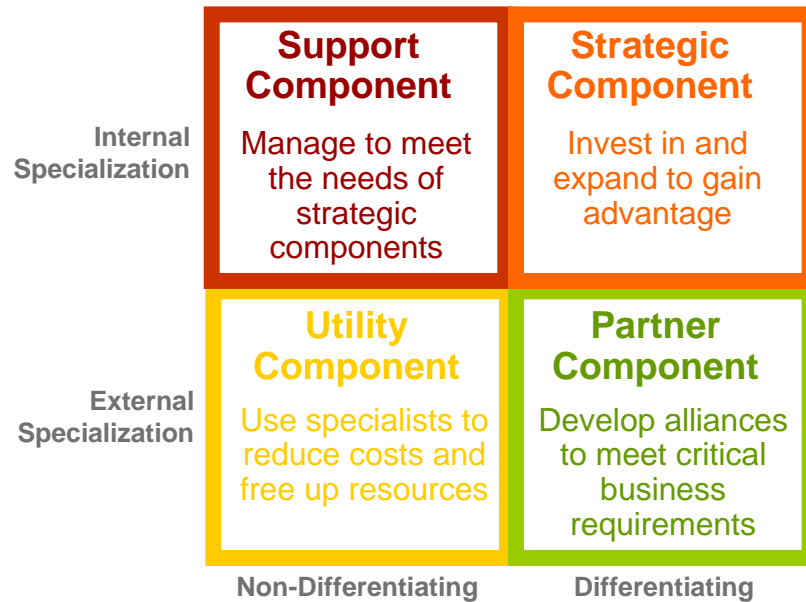 Support
Component
Manage to meet
the needs of
strategic
components
Strategic
Component
Invest in and
expand to gain
advantage
Internal
Specialization
Utility
Component
Use specialists to
reduce costs and
free up resources
Partner
Component
Develop alliances
to meet critical
business
requirements
External
Specialization
Non-Differentiating
Differentiating